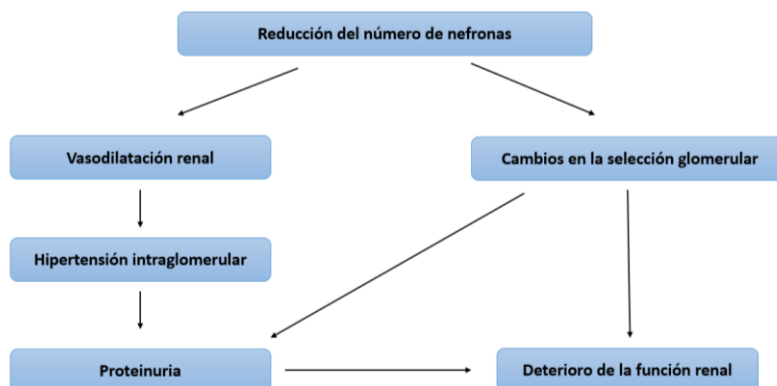 Reducción del número de nefronas
Vasodilatación renal
Cambios en la selección glomerular
Hipertensión intraglomerular
Proteinuria
Deterioro de la función renal